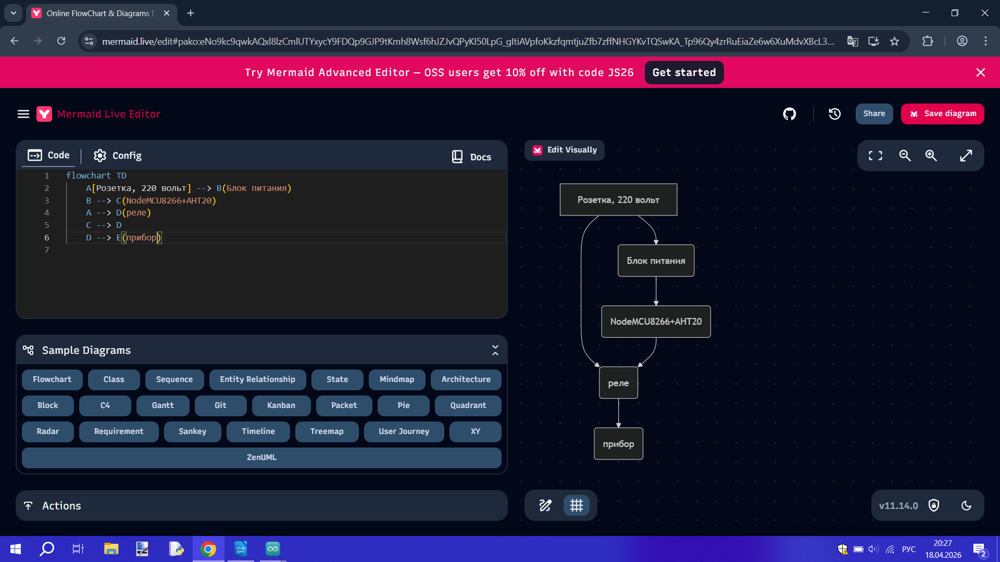 Online FlowChart & Diagrams E
mermaid.live/edit#pako:eNo9kc9qwkAQxl8lzCmlUTYxycY9FDQp9GJP9tKmh8Wsf6hJZJvQPyKI50LpG_gItiAVpfoKkzfqmtjuZfb7zffNHGYKvTQSwKA_Tp96Qy4zrRuEiaZe6w6XuMdvXBcL3...
Try Mermaid Advanced Editor — OSS users get 10% off with code JS26
Get started
Mermaid Live Editor
Share
Save diagram
Code
Config
Docs
Edit Visually
1 flowchart TD
2 A[Розетка, 220 вольт] --> B(Блок питания)
3 B --> C(NodeMCU8266+AHT20)
4 A --> D(реле)
5 C --> D
6 D --> E(прибор)
7
Розетка, 220 вольт
Блок питания
NodeMCU8266+AHT20
реле
прибор
Sample Diagrams
Flowchart Class Sequence Entity Relationship State Mindmap Architecture
Block C4 Gantt Git Kanban Packet Pie Quadrant
Radar Requirement Sankey Timeline Treemap User Journey XY
ZenUML
Actions
v11.14.0
РУС
20:27
18.04.2026
2